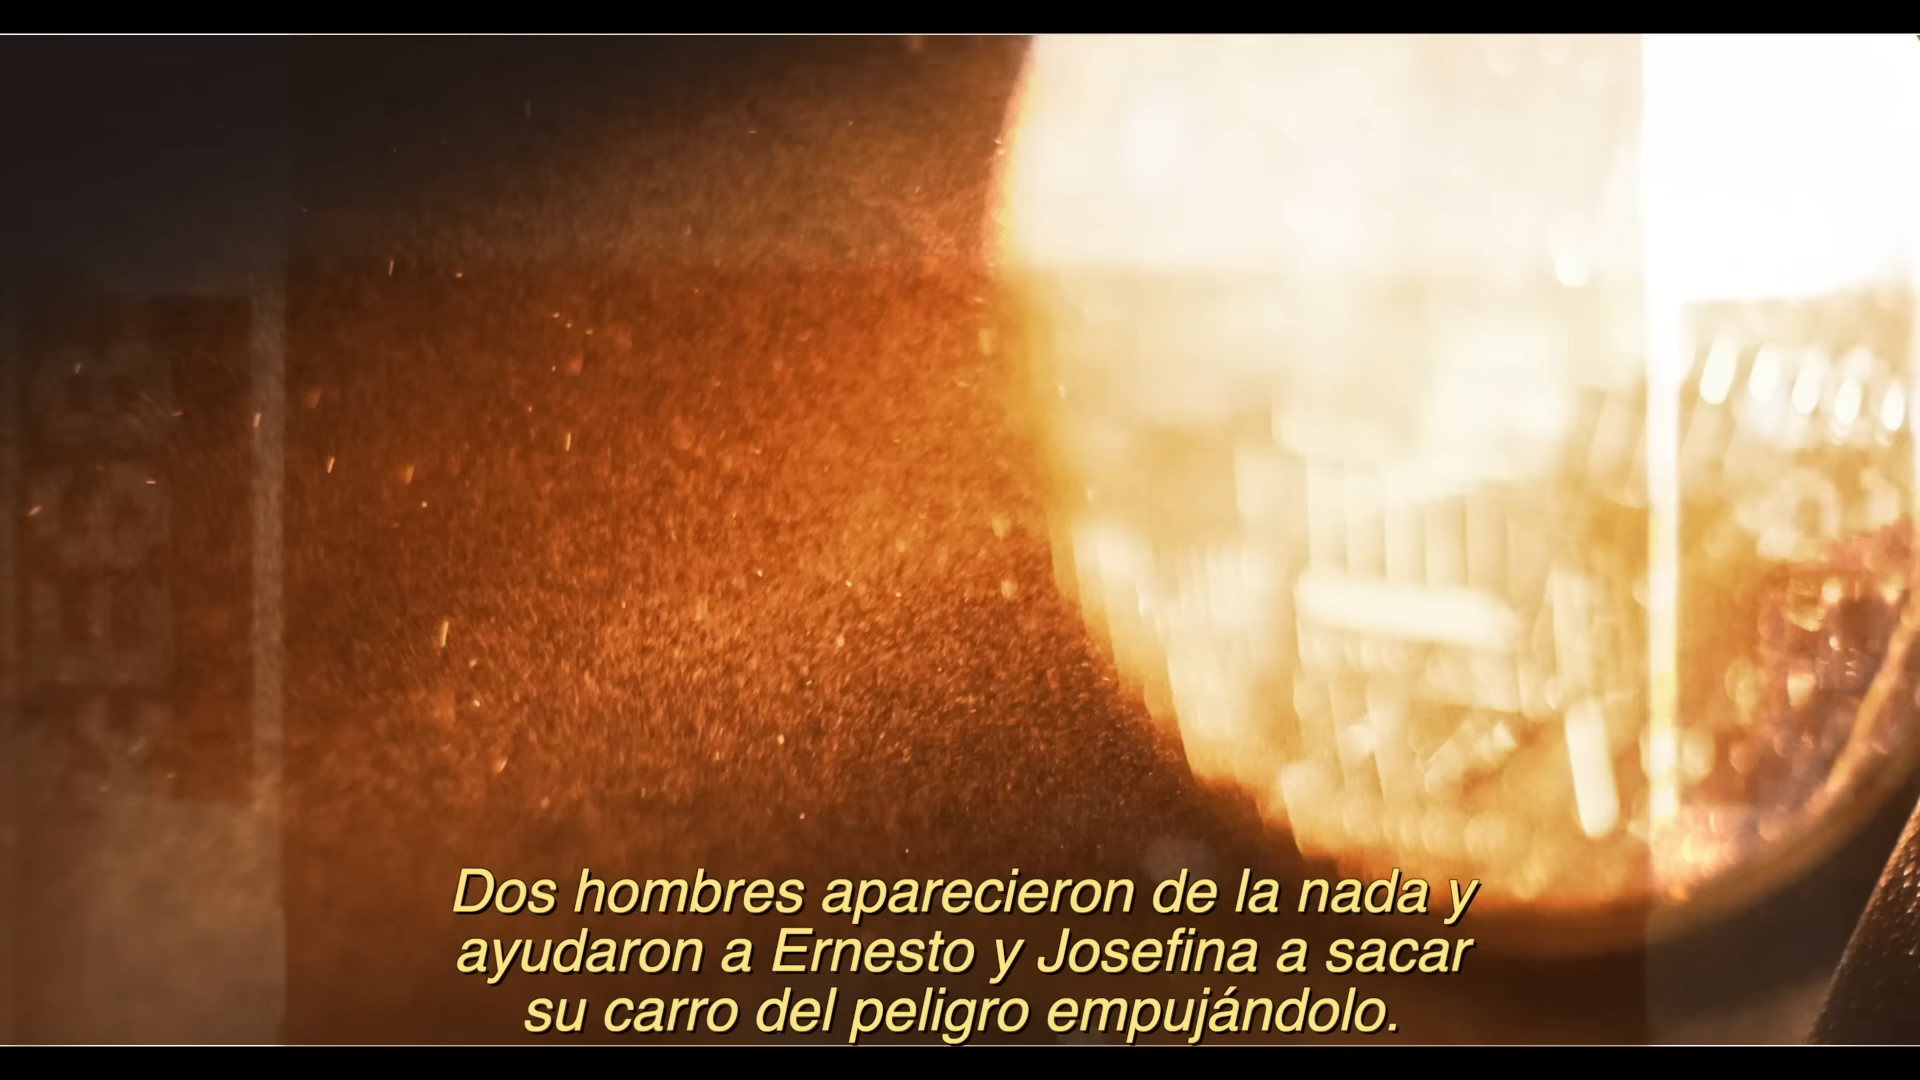 Dos hombres aparecieron de la nada y
ayudaron a Ernesto y Josefina a sacar
su carro del peligro empujándolo.